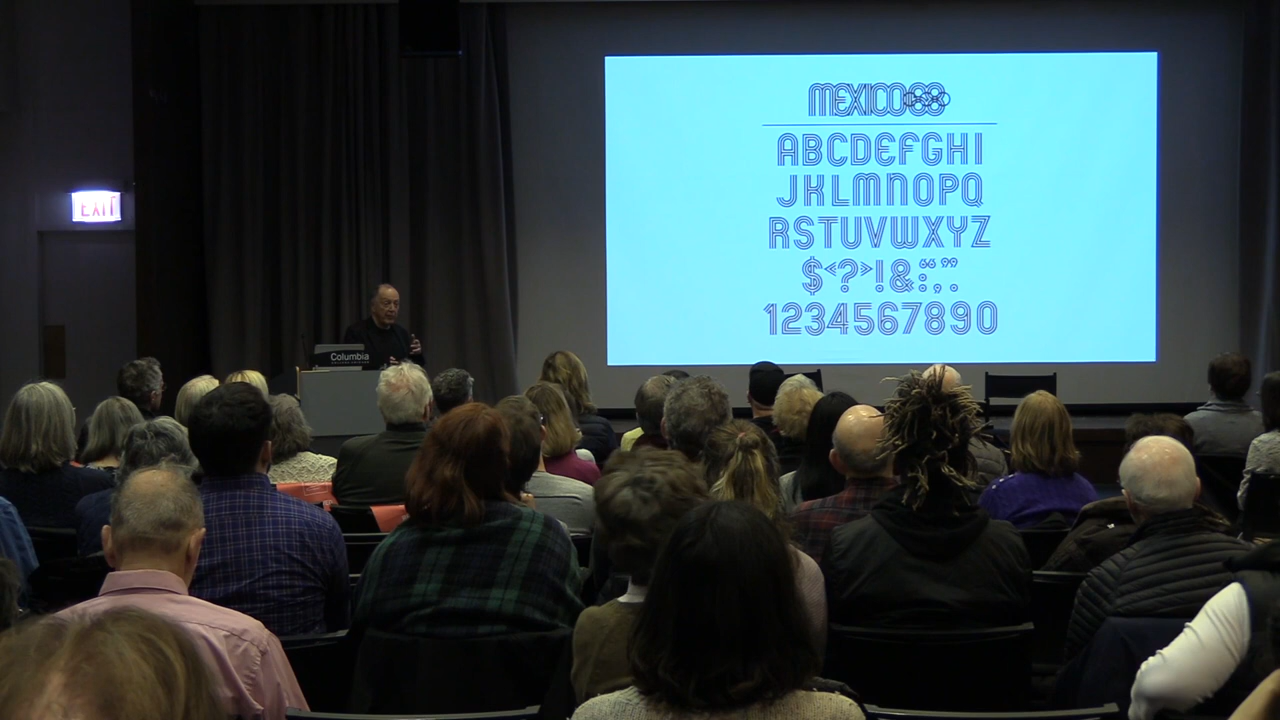 MEXICO68
ABCDEFGHI
JKLMNOPQ
RSTUVWXYZ
$<?>!&:,“”.
1234567890
EXIT
Columbia